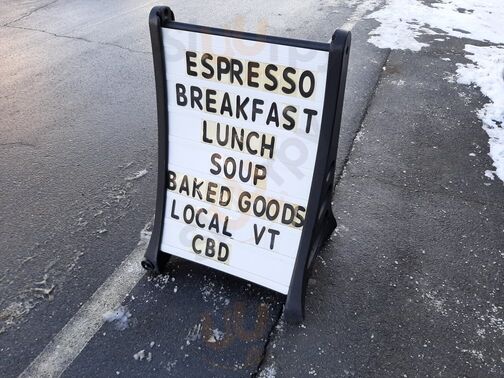 ESPRESSO
BREAKFAST
LUNCH
SOUP
BAKED GOODS
LOCAL VT
CBD